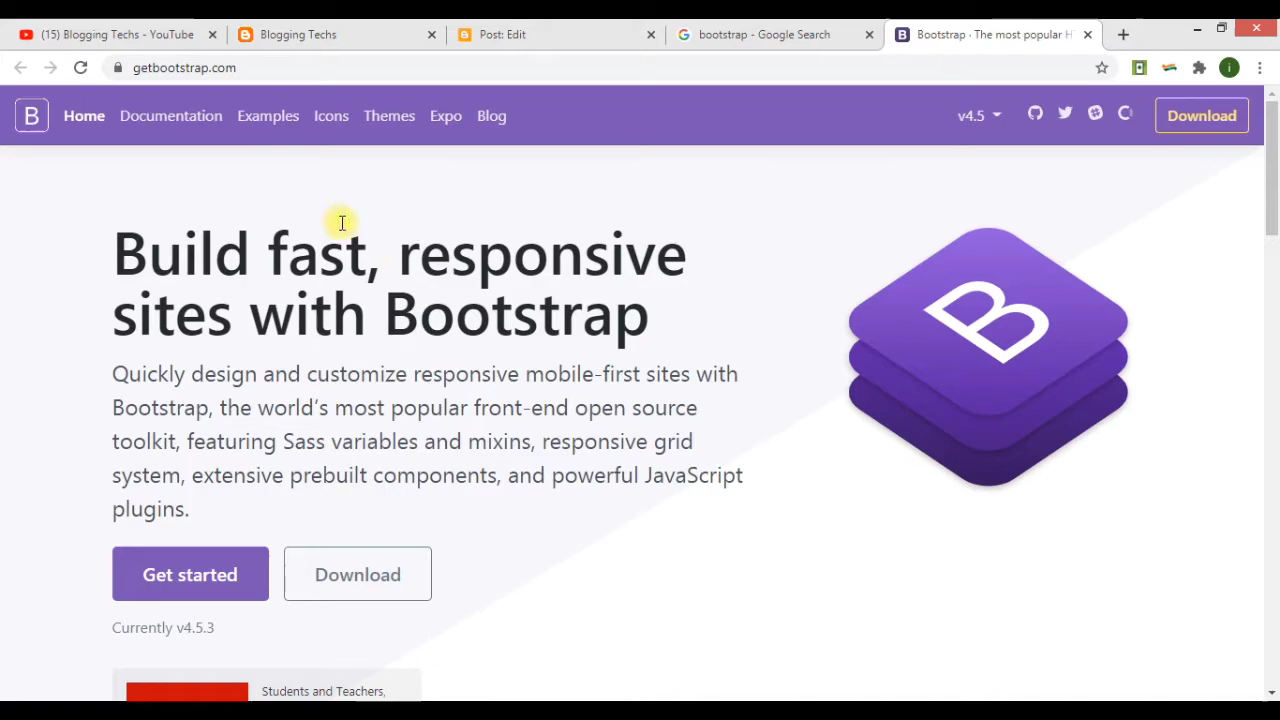 (15) Blogging Techs - YouTube
Blogging Techs
Post: Edit
bootstrap - Google Search
Bootstrap · The most popular H
getbootstrap.com
i
B
Home
Documentation
Examples
Icons
Themes
Expo
Blog
v4.5
Download
Build fast, responsive
sites with Bootstrap
B
Quickly design and customize responsive mobile-first sites with
Bootstrap, the world’s most popular front-end open source
toolkit, featuring Sass variables and mixins, responsive grid
system, extensive prebuilt components, and powerful JavaScript
plugins.
Get started
Download
Currently v4.5.3
Students and Teachers,